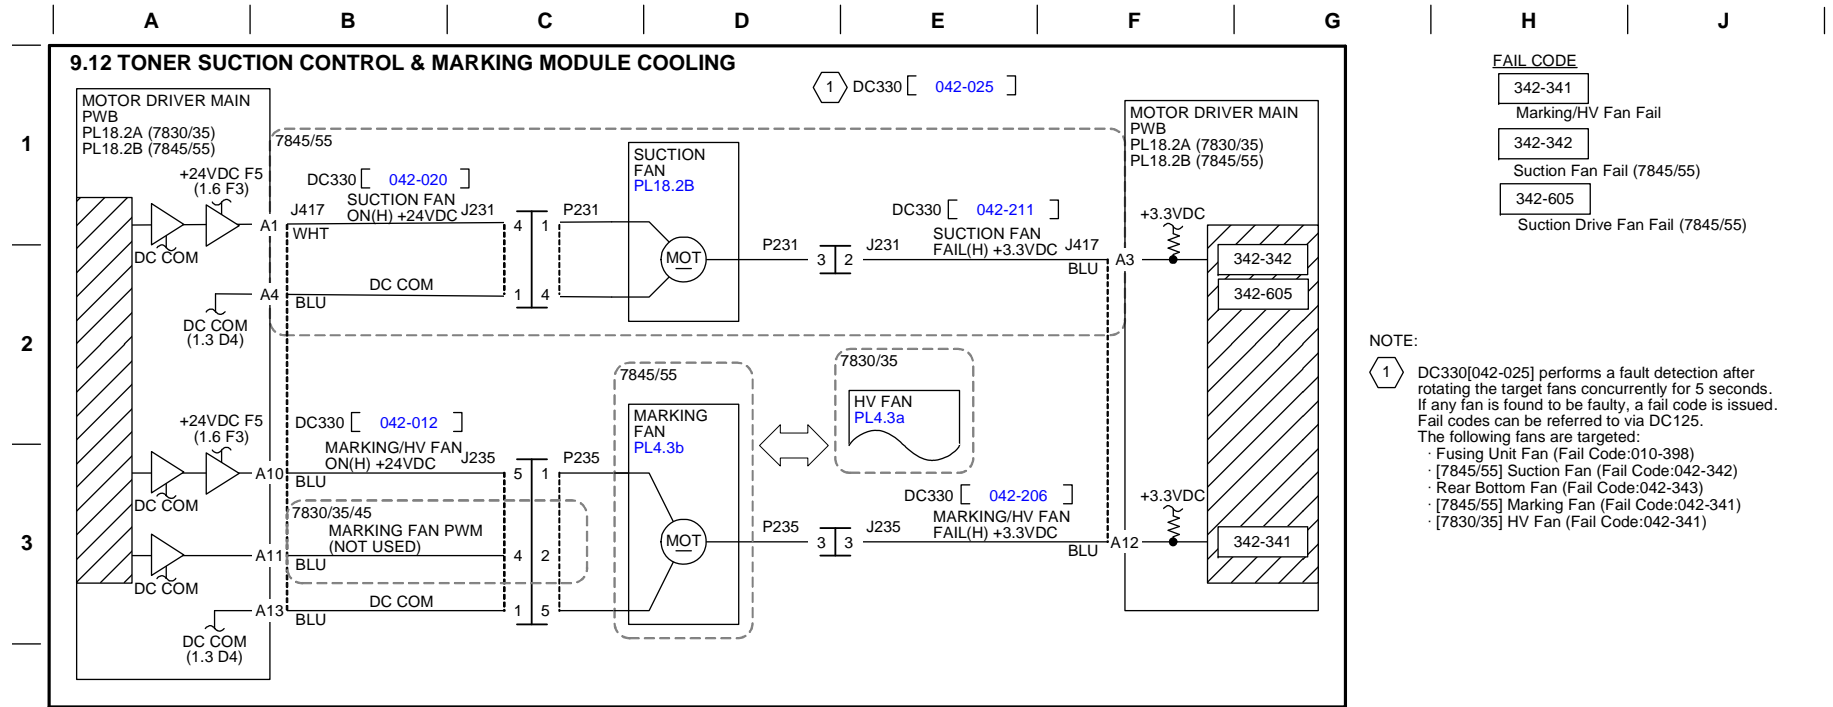 A B C D E F G H J
9.12 TONER SUCTION CONTROL & MARKING MODULE COOLING
1 DC330 [ 042-025 ]
FAIL CODE
342-341
Marking/HV Fan Fail
342-342
Suction Fan Fail (7845/55)
342-605
Suction Drive Fan Fail (7845/55)
1
2
3
MOTOR DRIVER MAIN
PWB
PL18.2A (7830/35)
PL18.2B (7845/55)
+24VDC F5
(1.6 F3)
DC COM
A1
A4
DC COM
(1.3 D4)
7845/55
DC330 [ 042-020 ]
SUCTION FAN
ON(H) +24VDC
J417
WHT
J231
4 1
P231
DC COM
BLU
1 4
SUCTION
FAN
PL18.2B
MOT
P231
3 2
J231
DC330 [ 042-211 ]
SUCTION FAN
FAIL(H) +3.3VDC
J417
BLU
A3
MOTOR DRIVER MAIN
PWB
PL18.2A (7830/35)
PL18.2B (7845/55)
+3.3VDC
342-342
342-605
+24VDC F5
(1.6 F3)
DC COM
A10
DC COM
A11
A13
DC COM
(1.3 D4)
DC330 [ 042-012 ]
MARKING/HV FAN
ON(H) +24VDC
BLU
J235
5 1
P235
7830/35/45
MARKING FAN PWM
(NOT USED)
BLU
4 2
DC COM
BLU
1 5
7845/55
MARKING
FAN
PL4.3b
MOT
7830/35
HV FAN
PL4.3a
P235
3 3
J235
DC330 [ 042-206 ]
MARKING/HV FAN
FAIL(H) +3.3VDC
BLU
A12
+3.3VDC
342-341
NOTE:
1
DC330[042-025] performs a fault detection after
rotating the target fans concurrently for 5 seconds.
If any fan is found to be faulty, a fail code is issued.
Fail codes can be referred to via DC125.
The following fans are targeted:
· Fusing Unit Fan (Fail Code:010-398)
· [7845/55] Suction Fan (Fail Code:042-342)
· Rear Bottom Fan (Fail Code:042-343)
· [7845/55] Marking Fan (Fail Code:042-341)
· [7830/35] HV Fan (Fail Code:042-341)